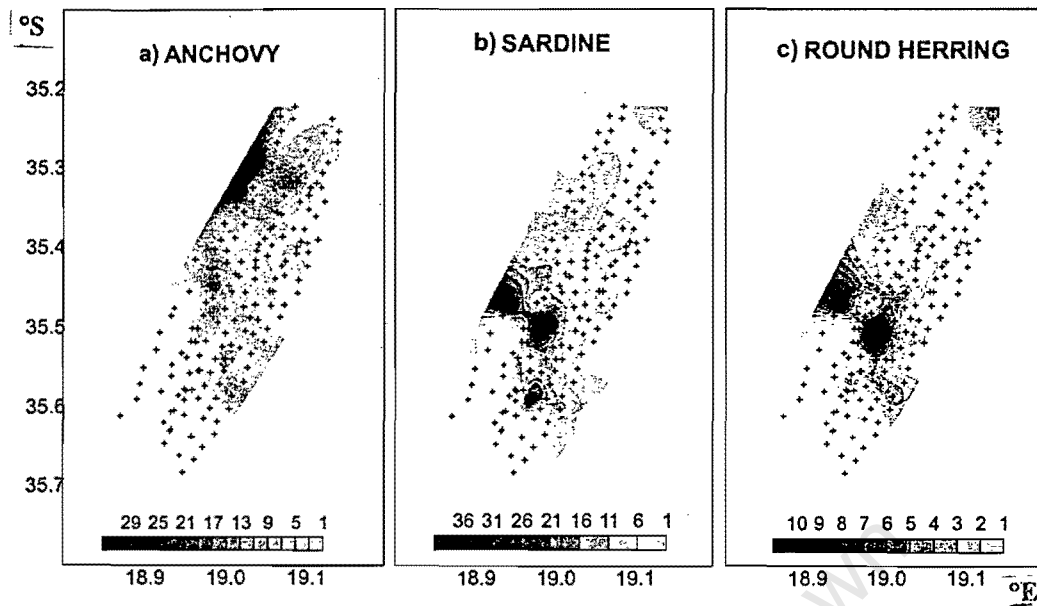 °S
a) ANCHOVY
b) SARDINE
c) ROUND HERRING
35.2
35.3
35.4
35.5
35.6
35.7
29 25 21 17 13 9 5 1
36 31 26 21 16 11 6 1
10 9 8 7 6 5 4 3 2 1
18.9 19.0 19.1
18.9 19.0 19.1
18.9 19.0 19.1
°E